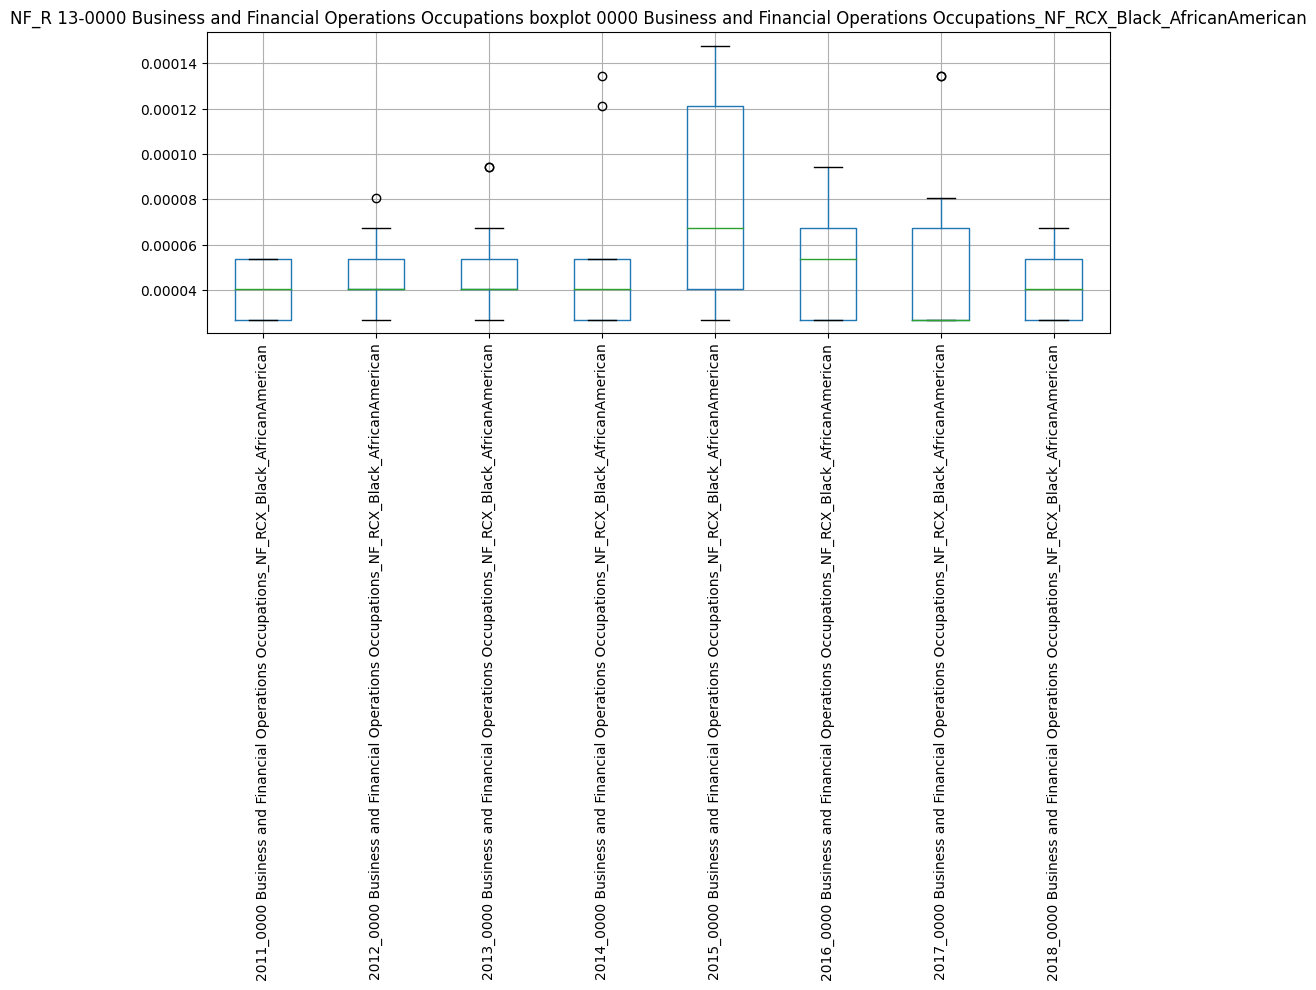 NF_R 13-0000 Business and Financial Operations Occupations boxplot 0000 Business and Financial Operations Occupations_NF_RCX_Black_AfricanAmerican
0.00014
0.00012
0.00010
0.00008
0.00006
0.00004
2011_0000 Business and Financial Operations Occupations_NF_RCX_Black_AfricanAmerican
2012_0000 Business and Financial Operations Occupations_NF_RCX_Black_AfricanAmerican
2013_0000 Business and Financial Operations Occupations_NF_RCX_Black_AfricanAmerican
2014_0000 Business and Financial Operations Occupations_NF_RCX_Black_AfricanAmerican
2015_0000 Business and Financial Operations Occupations_NF_RCX_Black_AfricanAmerican
2016_0000 Business and Financial Operations Occupations_NF_RCX_Black_AfricanAmerican
2017_0000 Business and Financial Operations Occupations_NF_RCX_Black_AfricanAmerican
2018_0000 Business and Financial Operations Occupations_NF_RCX_Black_AfricanAmerican